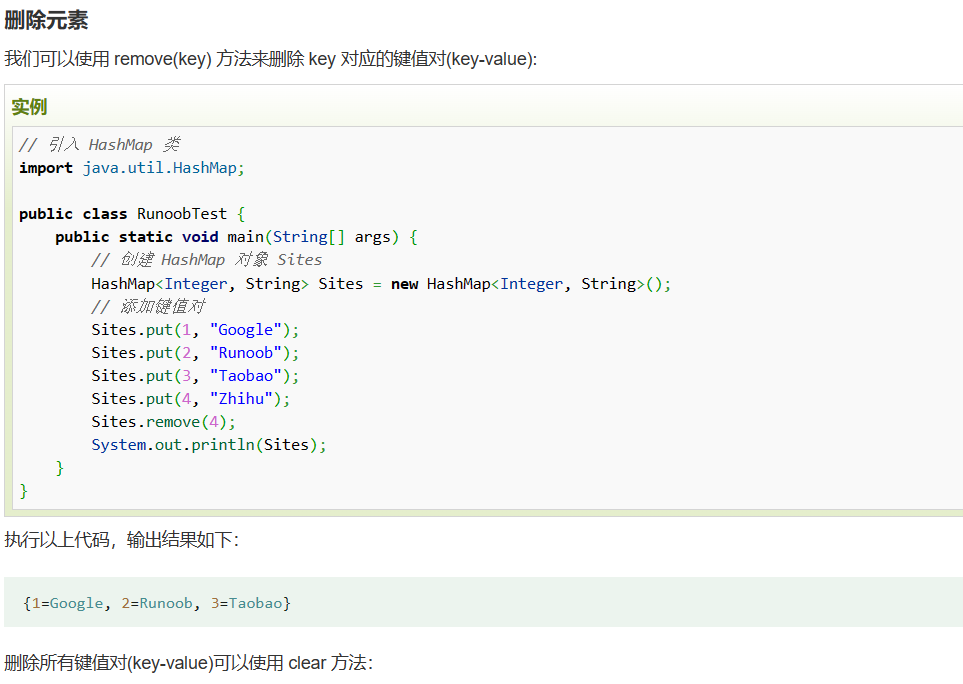 删除元素
我们可以使用 remove(key) 方法来删除 key 对应的键值对(key-value):
实例
// 引入 HashMap 类
import java.util.HashMap;

public class RunoobTest {
    public static void main(String[] args) {
        // 创建 HashMap 对象 Sites
        HashMap<Integer, String> Sites = new HashMap<Integer, String>();
        // 添加键值对
        Sites.put(1, "Google");
        Sites.put(2, "Runoob");
        Sites.put(3, "Taobao");
        Sites.put(4, "Zhihu");
        Sites.remove(4);
        System.out.println(Sites);
    }
}
执行以上代码，输出结果如下：
{1=Google, 2=Runoob, 3=Taobao}
删除所有键值对(key-value)可以使用 clear 方法：